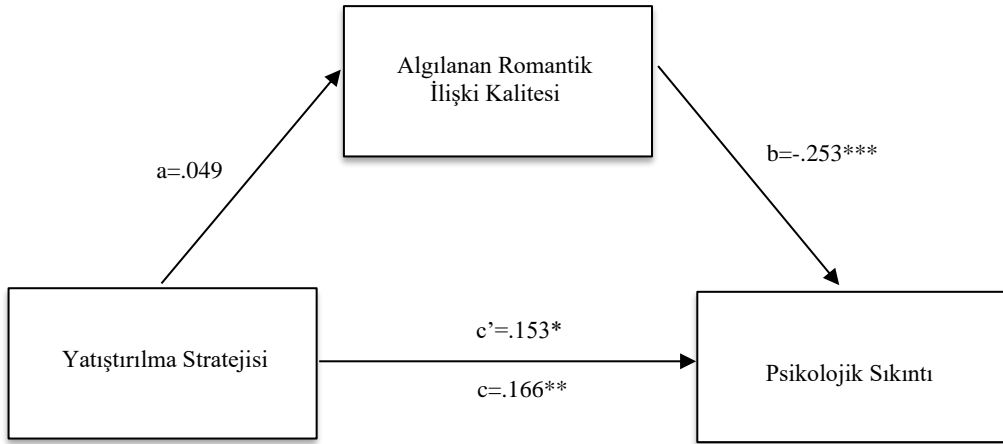 Algılanan Romantik
İlişki Kalitesi
a=.049
b=-.253***
Yatıştırılma Stratejisi
c’=.153*
c=.166**
Psikolojik Sıkıntı